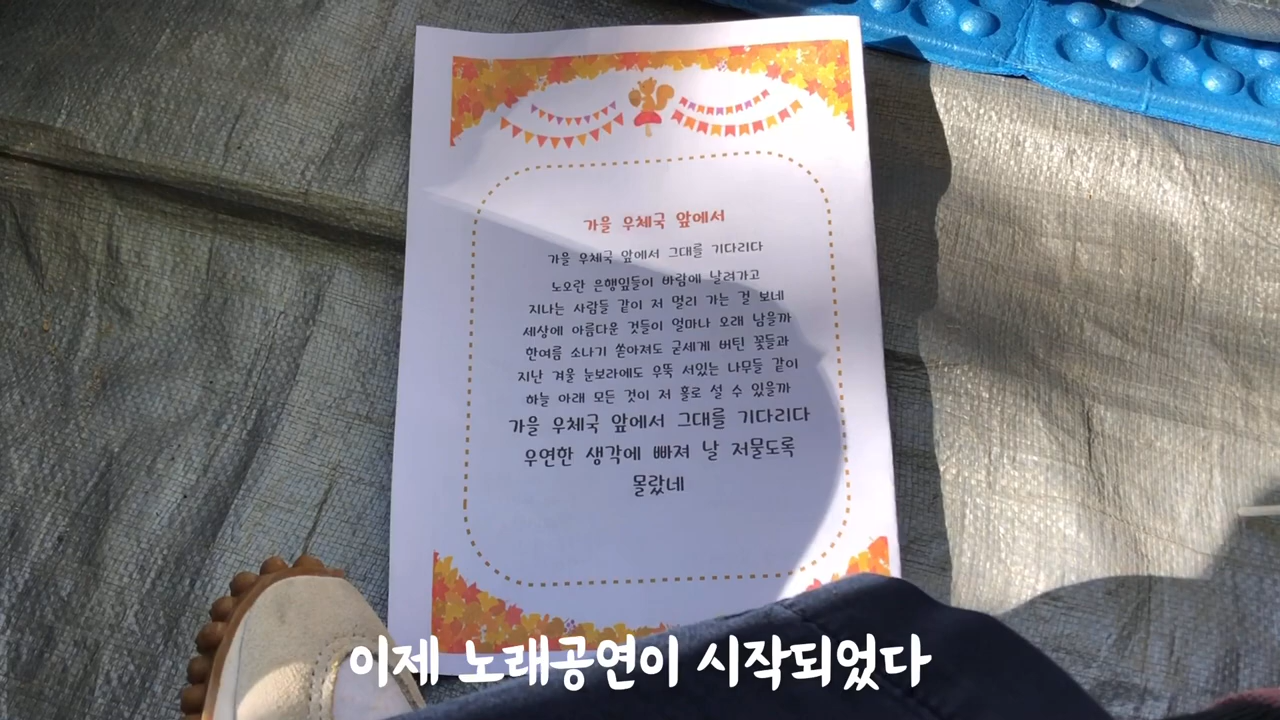 가을 우체국 앞에서
가을 우체국 앞에서 그대를 기다리다
노오란 은행잎들이 바람에 날려가고
지나는 사람들 같이 저 멀리 가는 걸 보네
세상에 아름다운 것들이 얼마나 오래 남을까
한여름 소나기 쏟아져도 굳세게 버틴 꽃들과
지난 겨울 눈보라에도 우뚝 서있는 나무들 같이
하늘 아래 모든 것이 저 홀로 설 수 있을까
가을 우체국 앞에서 그대를 기다리다
우연한 생각에 빠져 날 저물도록
몰랐네
이제 노래공연이 시작되었다